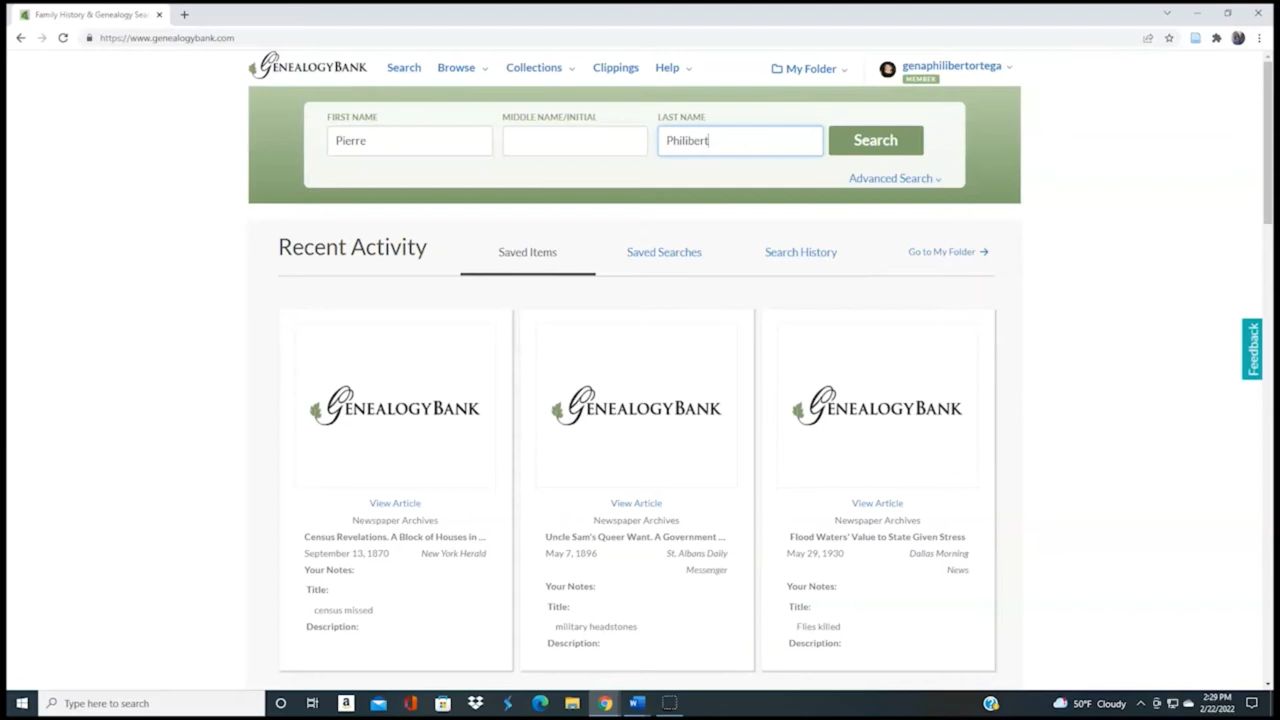 Family History & Genealogy Sea
https://www.genealogybank.com
GENEALOGYBANK Search Browse Collections Clippings Help My Folder genaphilibertortega
MEMBER
FIRST NAME MIDDLE NAME/INITIAL LAST NAME
Pierre Philibert Search
Advanced Search
Recent Activity Saved Items Saved Searches Search History Go to My Folder
Feedback
GENEALOGYBANK GENEALOGYBANK GENEALOGYBANK
View Article View Article View Article
Newspaper Archives Newspaper Archives Newspaper Archives
Census Revelations. A Block of Houses in ... Uncle Sam's Queer Want. A Government ... Flood Waters' Value to State Given Stress
September 13, 1870 New York Herald May 7, 1896 St. Albans Daily May 29, 1930 Dallas Morning
Your Notes: Messenger News
Your Notes: Your Notes:
Title: Title: Title:
census missed military headstones Flies killed
Description: Description: Description:
Type here to search a W 50°F Cloudy 2:29 PM
2/22/2022